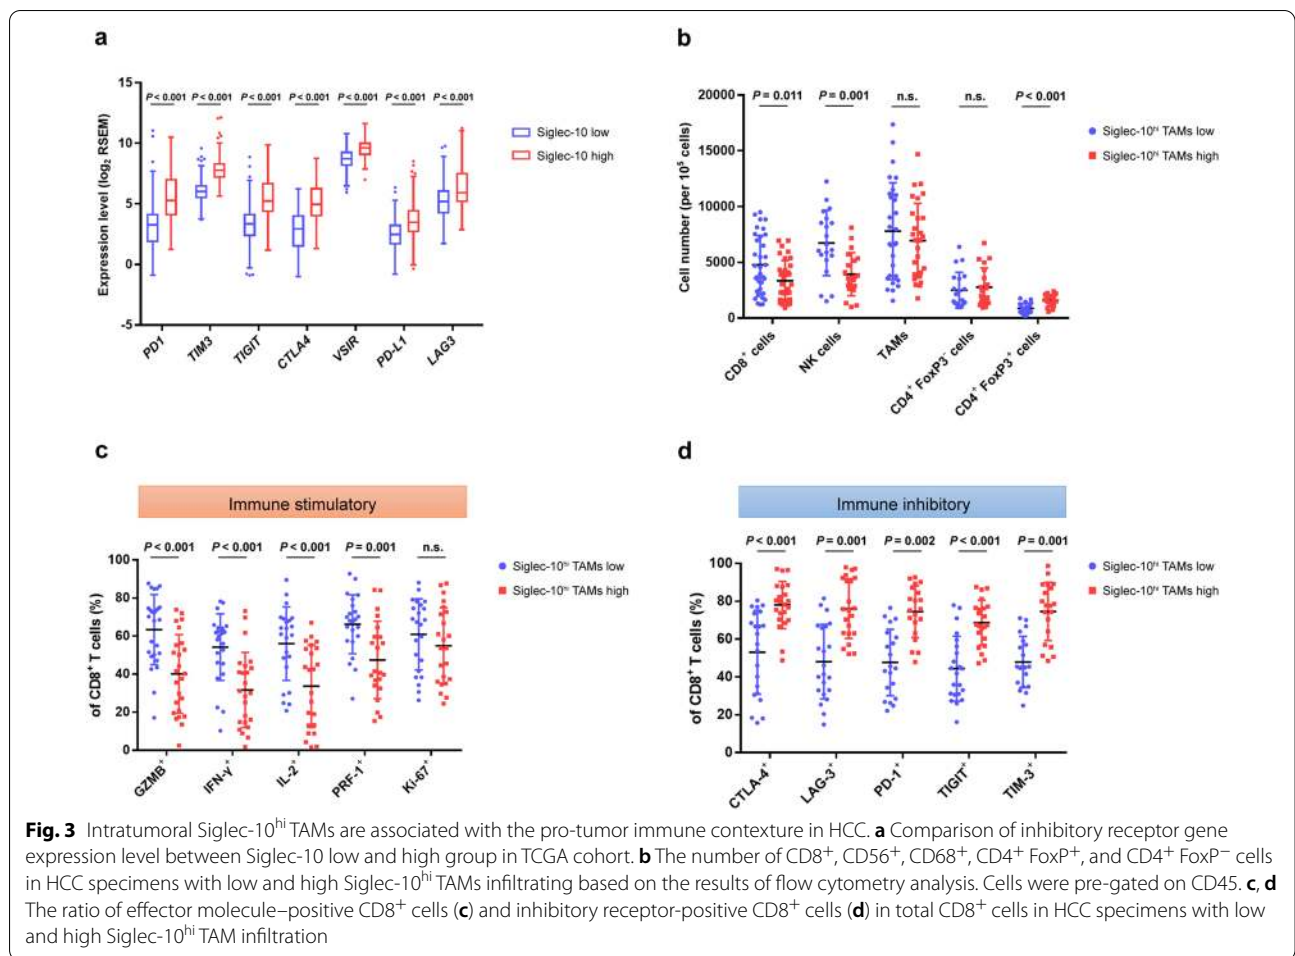 a
Expression level (log₂ RSEM)
15
10
5
0
-5
P < 0.001 P < 0.001 P < 0.001 P < 0.001 P < 0.001 P < 0.001 P < 0.001
PD1 TIM3 TIGIT CTLA4 VSIR PD-L1 LAG3
Siglec-10 low
Siglec-10 high
b
Cell number (per 10⁵ cells)
20000
15000
10000
5000
0
P = 0.011 P = 0.001 n.s. n.s. P < 0.001
CD8⁺ cells NK cells TAMs CD4⁺ FoxP3⁻ cells CD4⁺ FoxP3⁺ cells
Siglec-10ʰⁱ TAMs low
Siglec-10ʰⁱ TAMs high
c
Immune stimulatory
of CD8⁺ T cells (%)
100
80
60
40
20
0
P < 0.001 P < 0.001 P < 0.001 P = 0.001 n.s.
GZMB⁺ IFN-γ⁺ IL-2⁺ PRF-1⁺ Ki-67⁺
Siglec-10ʰⁱ TAMs low
Siglec-10ʰⁱ TAMs high
d
Immune inhibitory
of CD8⁺ T cells (%)
100
80
60
40
20
0
P < 0.001 P = 0.001 P = 0.002 P < 0.001 P = 0.001
CTLA-4⁺ LAG-3⁺ PD-1⁺ TIGIT⁺ TIM-3⁺
Siglec-10ʰⁱ TAMs low
Siglec-10ʰⁱ TAMs high
Fig. 3 Intratumoral Siglec-10ʰⁱ TAMs are associated with the pro-tumor immune contexture in HCC. a Comparison of inhibitory receptor gene
expression level between Siglec-10 low and high group in TCGA cohort. b The number of CD8⁺, CD56⁺, CD68⁺, CD4⁺ FoxP⁺, and CD4⁺ FoxP⁻ cells
in HCC specimens with low and high Siglec-10ʰⁱ TAMs infiltrating based on the results of flow cytometry analysis. Cells were pre-gated on CD45. c, d
The ratio of effector molecule–positive CD8⁺ cells (c) and inhibitory receptor-positive CD8⁺ cells (d) in total CD8⁺ cells in HCC specimens with low
and high Siglec-10ʰⁱ TAM infiltration